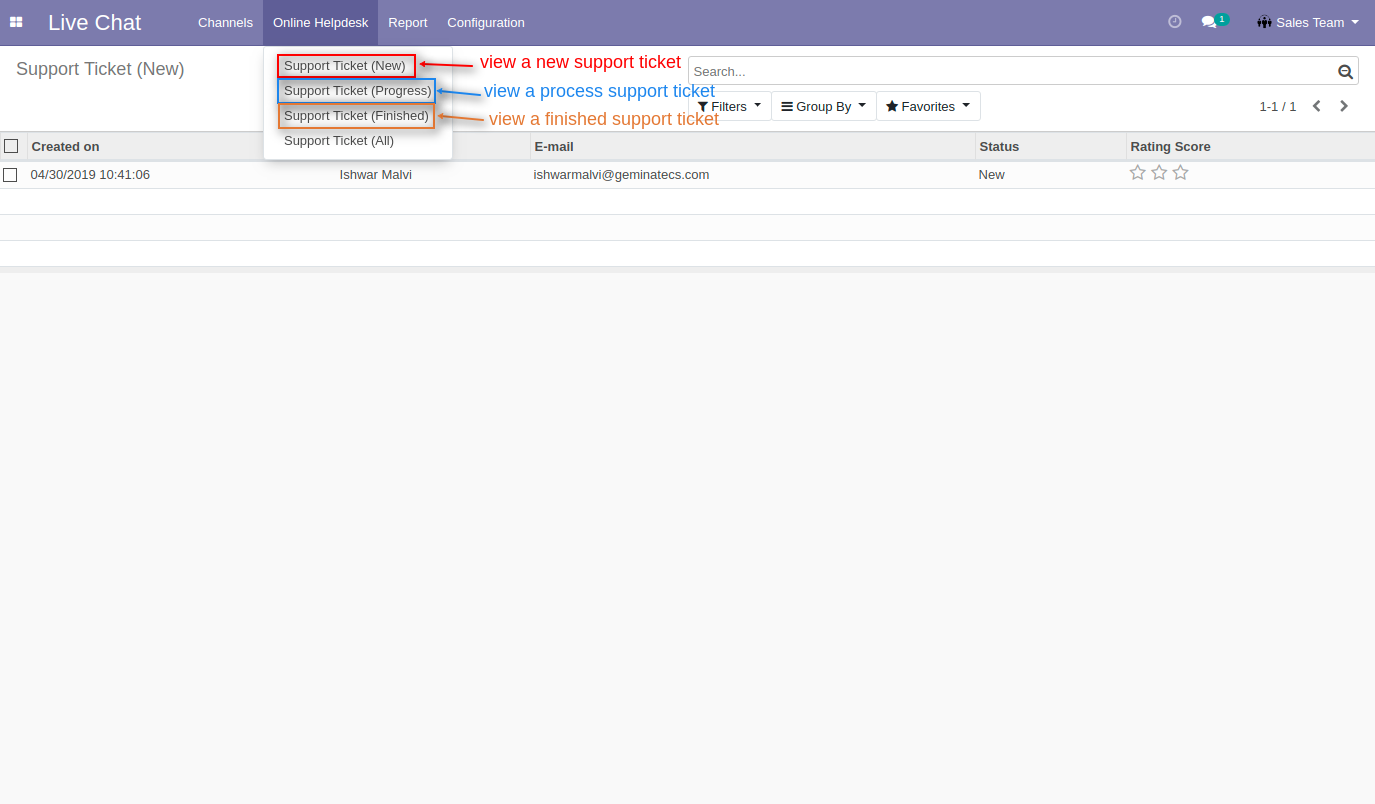 Live Chat Channels Online Helpdesk Report Configuration 1 Sales Team
Support Ticket (New)
Support Ticket (New) view a new support ticket
Search...
Support Ticket (Progress) view a process support ticket
Filters Group By Favorites 1-1 / 1
Support Ticket (Finished) view a finished support ticket
Support Ticket (All)
Created on E-mail Status Rating Score
04/30/2019 10:41:06 Ishwar Malvi ishwarmalvi@geminatecs.com New